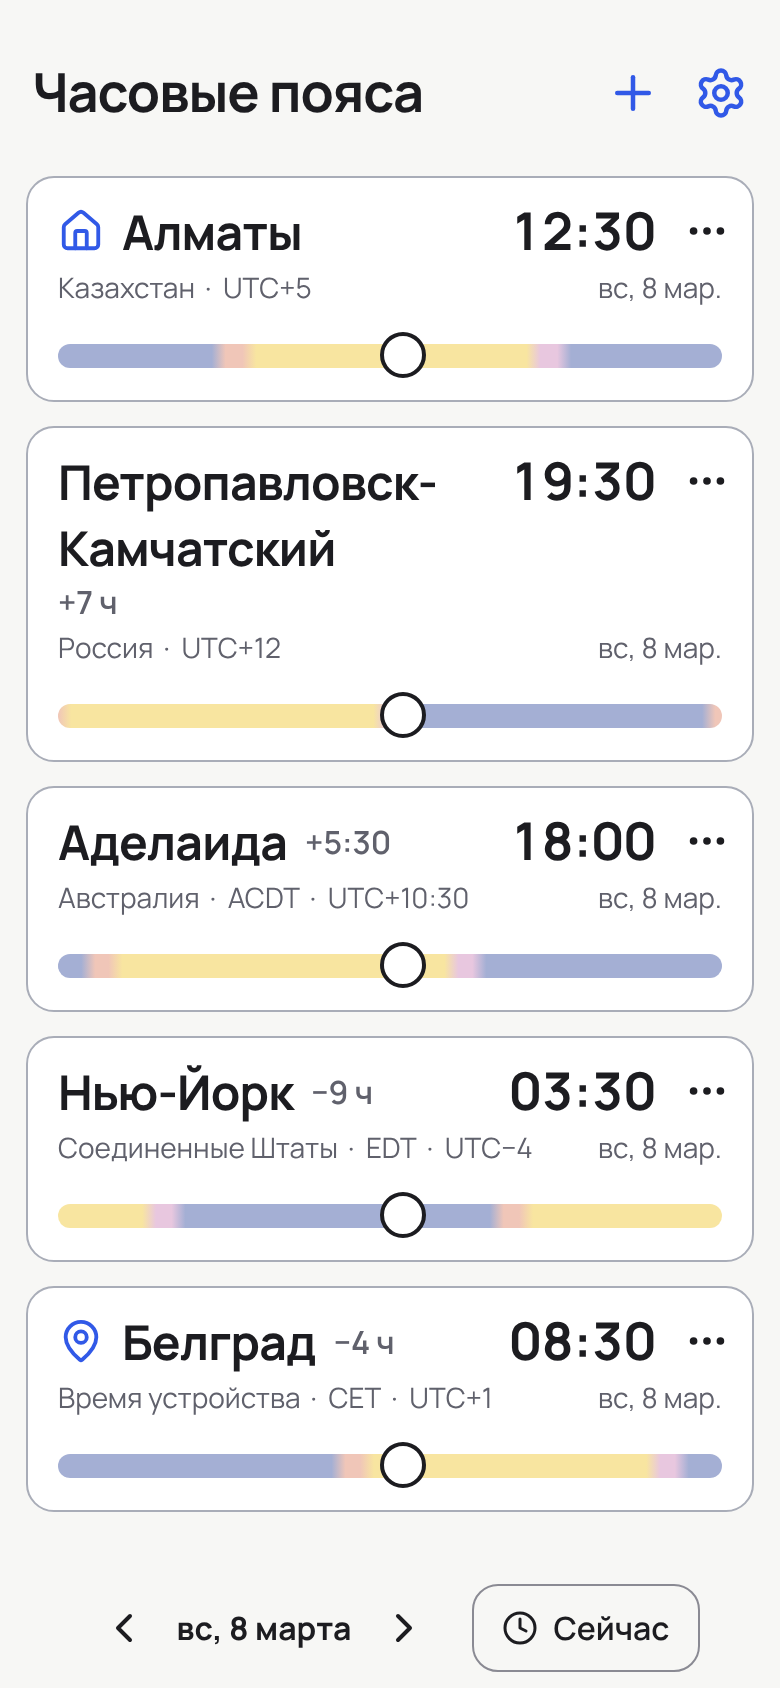 Часовые пояса
Алматы 12:30
Казахстан · UTC+5 вс, 8 мар.
Петропавловск- 19:30
Камчатский
+7 ч
Россия · UTC+12 вс, 8 мар.
Аделаида +5:30 18:00
Австралия · ACDT · UTC+10:30 вс, 8 мар.
Нью-Йорк −9 ч 03:30
Соединенные Штаты · EDT · UTC−4 вс, 8 мар.
Белград −4 ч 08:30
Время устройства · CET · UTC+1 вс, 8 мар.
вс, 8 марта Сейчас